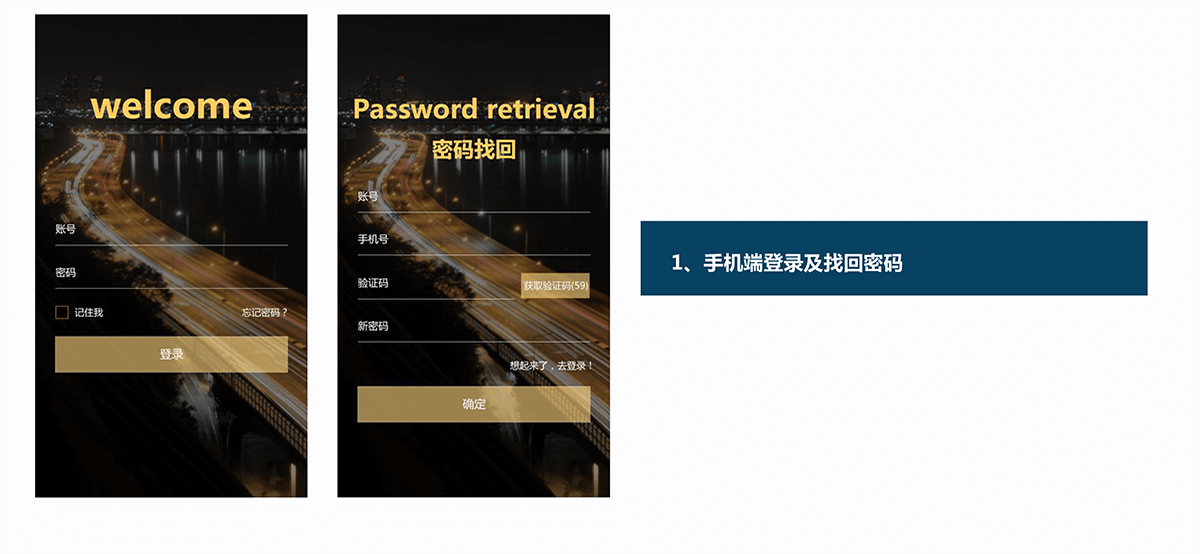 welcome
账号
密码
记住我
忘记密码？
登录
Password retrieval
密码找回
账号
手机号
验证码
获取验证码(59)
新密码
想起来了，去登录！
确定
1、手机端登录及找回密码